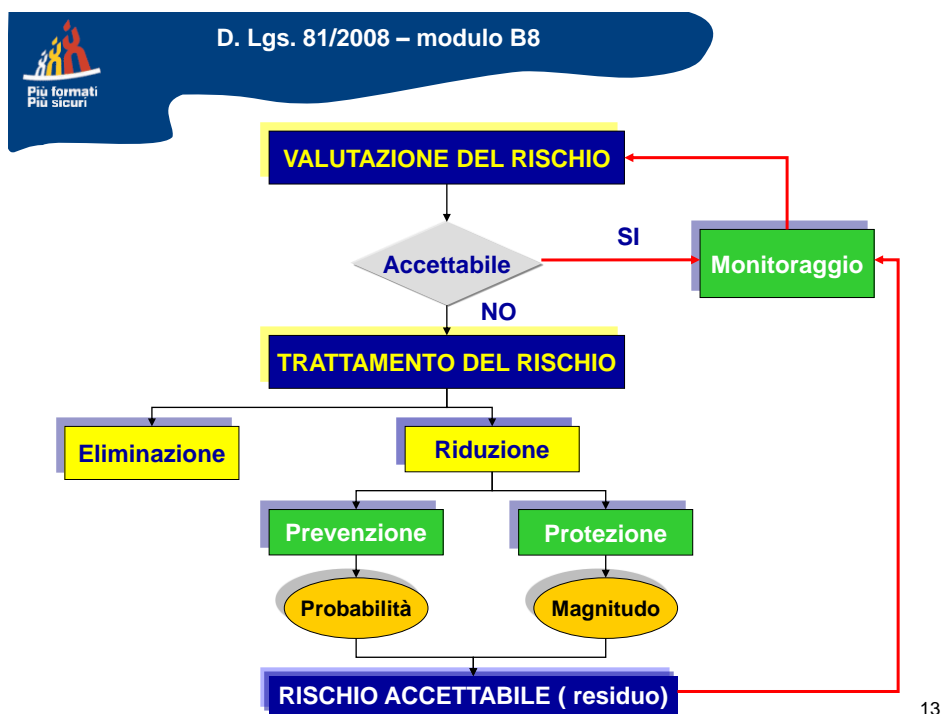 D. Lgs. 81/2008 – modulo B8
Più formati
Più sicuri
VALUTAZIONE DEL RISCHIO
SI
Accettabile
Monitoraggio
NO
TRATTAMENTO DEL RISCHIO
Eliminazione
Riduzione
Prevenzione
Protezione
Probabilità
Magnitudo
RISCHIO ACCETTABILE ( residuo)
13